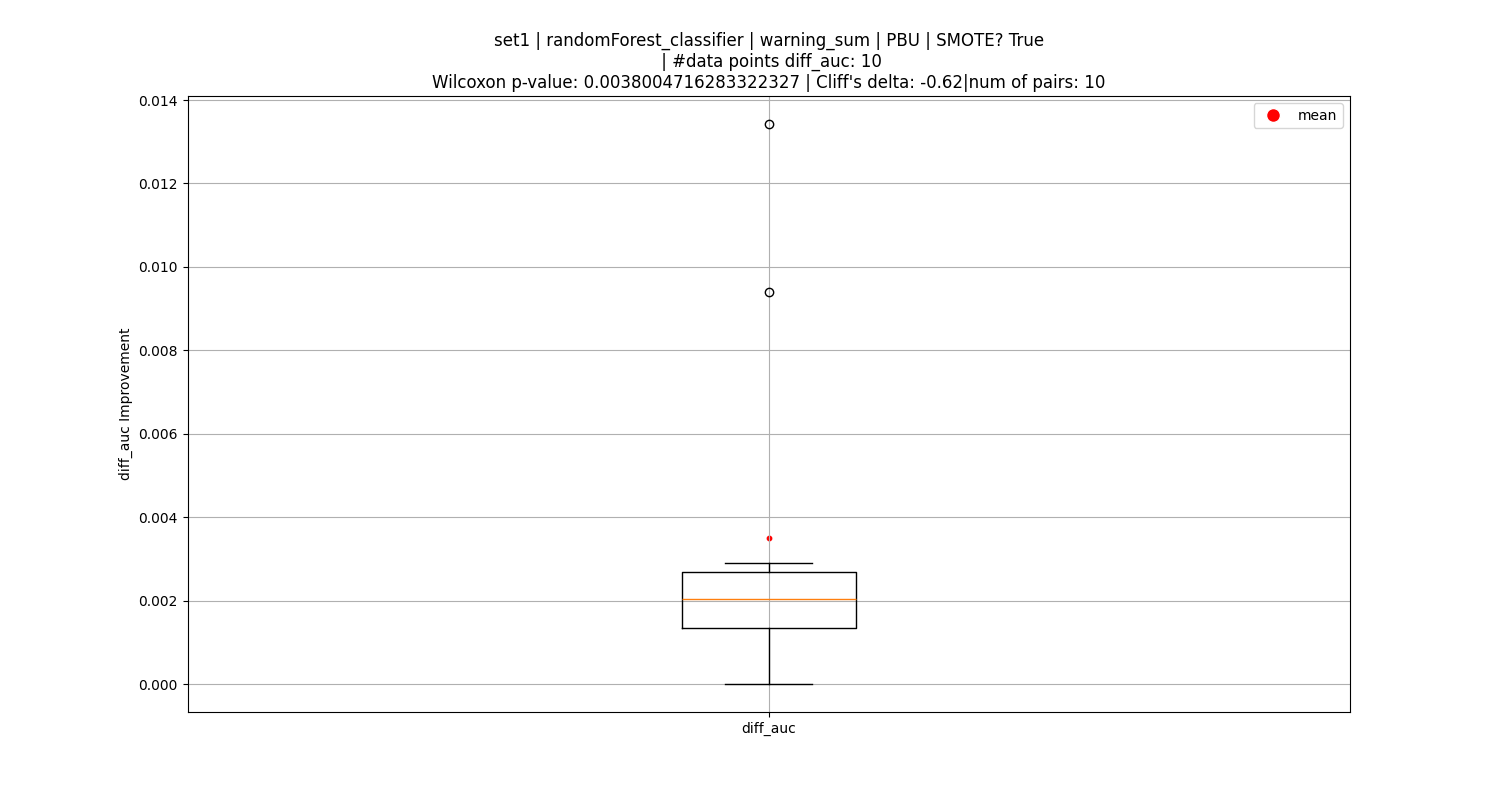 set1 | randomForest_classifier | warning_sum | PBU | SMOTE? True
| #data points diff_auc: 10
Wilcoxon p-value: 0.0038004716283322327 | Cliff's delta: -0.62|num of pairs: 10
mean
0.014
0.012
0.010
0.008
0.006
0.004
0.002
0.000
diff_auc Improvement
diff_auc